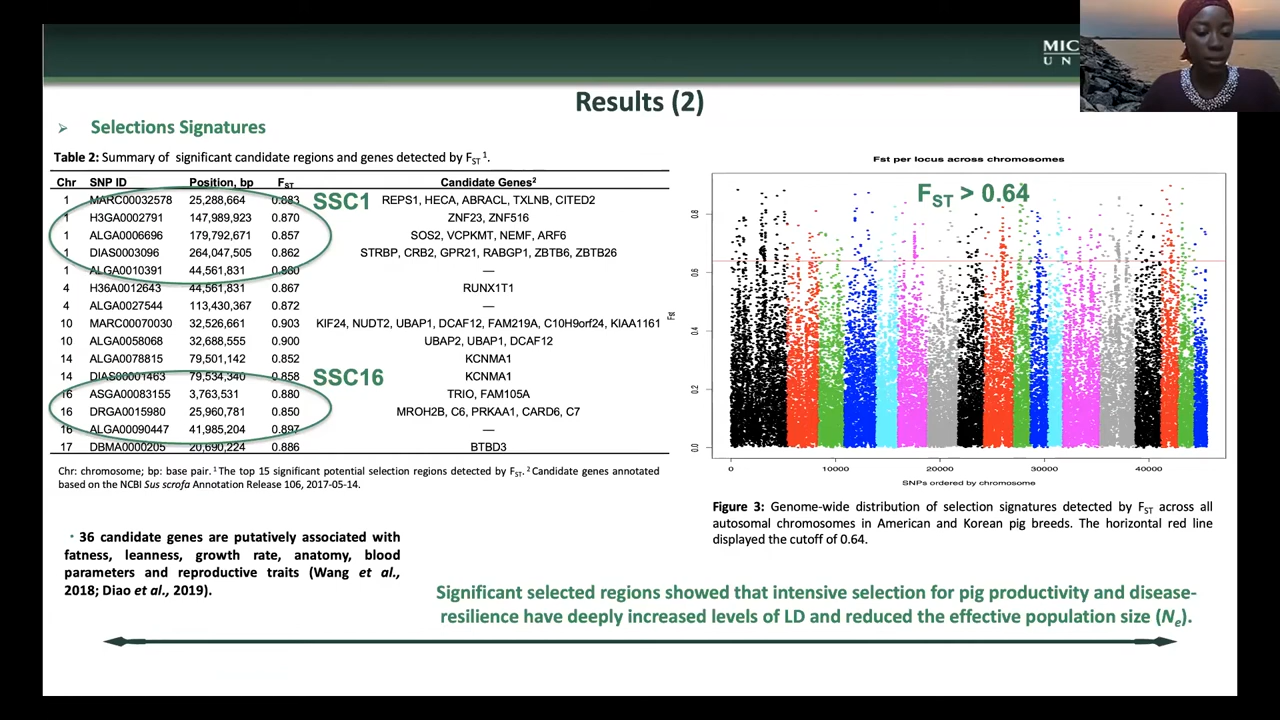 MIC
U N
Results (2)
➢ Selections Signatures
Table 2: Summary of significant candidate regions and genes detected by FST 1.
Chr SNP ID Position, bp FST Candidate Genes2
1 MARC00032578 25,288,664 0.883 REPS1, HECA, ABRACL, TXLNB, CITED2
1 H3GA0002791 147,989,923 0.870 ZNF23, ZNF516
1 ALGA0006696 179,792,671 0.857 SOS2, VCPKMT, NEMF, ARF6
1 DIAS0003096 264,047,505 0.862 STRBP, CRB2, GPR21, RABGP1, ZBTB6, ZBTB26
1 ALGA0010391 44,561,831 0.860 —
4 H36A0012643 44,561,831 0.867 RUNX1T1
4 ALGA0027544 113,430,367 0.872 —
10 MARC00070030 32,526,661 0.903 KIF24, NUDT2, UBAP1, DCAF12, FAM219A, C10H9orf24, KIAA1161
10 ALGA0058068 32,688,555 0.900 UBAP2, UBAP1, DCAF12
14 ALGA0078815 79,501,142 0.852 KCNMA1
14 DIAS00001463 79,534,340 0.858 KCNMA1
16 ASGA00083155 3,763,531 0.880 TRIO, FAM105A
16 DRGA0015980 25,960,781 0.850 MROH2B, C6, PRKAA1, CARD6, C7
16 ALGA00090447 41,985,204 0.897 —
17 DBMA0000205 20,690,224 0.886 BTBD3
SSC1
SSC16
Chr: chromosome; bp: base pair. 1 The top 15 significant potential selection regions detected by FST. 2 Candidate genes annotated
based on the NCBI Sus scrofa Annotation Release 106, 2017-05-14.
• 36 candidate genes are putatively associated with
fatness, leanness, growth rate, anatomy, blood
parameters and reproductive traits (Wang et al.,
2018; Diao et al., 2019).
Fst per locus across chromosomes
FST > 0.64
Fst
0.8
0.6
0.4
0.2
0.0
0 10000 20000 30000 40000
SNPs ordered by chromosome
Figure 3: Genome-wide distribution of selection signatures detected by FST across all
autosomal chromosomes in American and Korean pig breeds. The horizontal red line
displayed the cutoff of 0.64.
Significant selected regions showed that intensive selection for pig productivity and disease-
resilience have deeply increased levels of LD and reduced the effective population size (Ne).